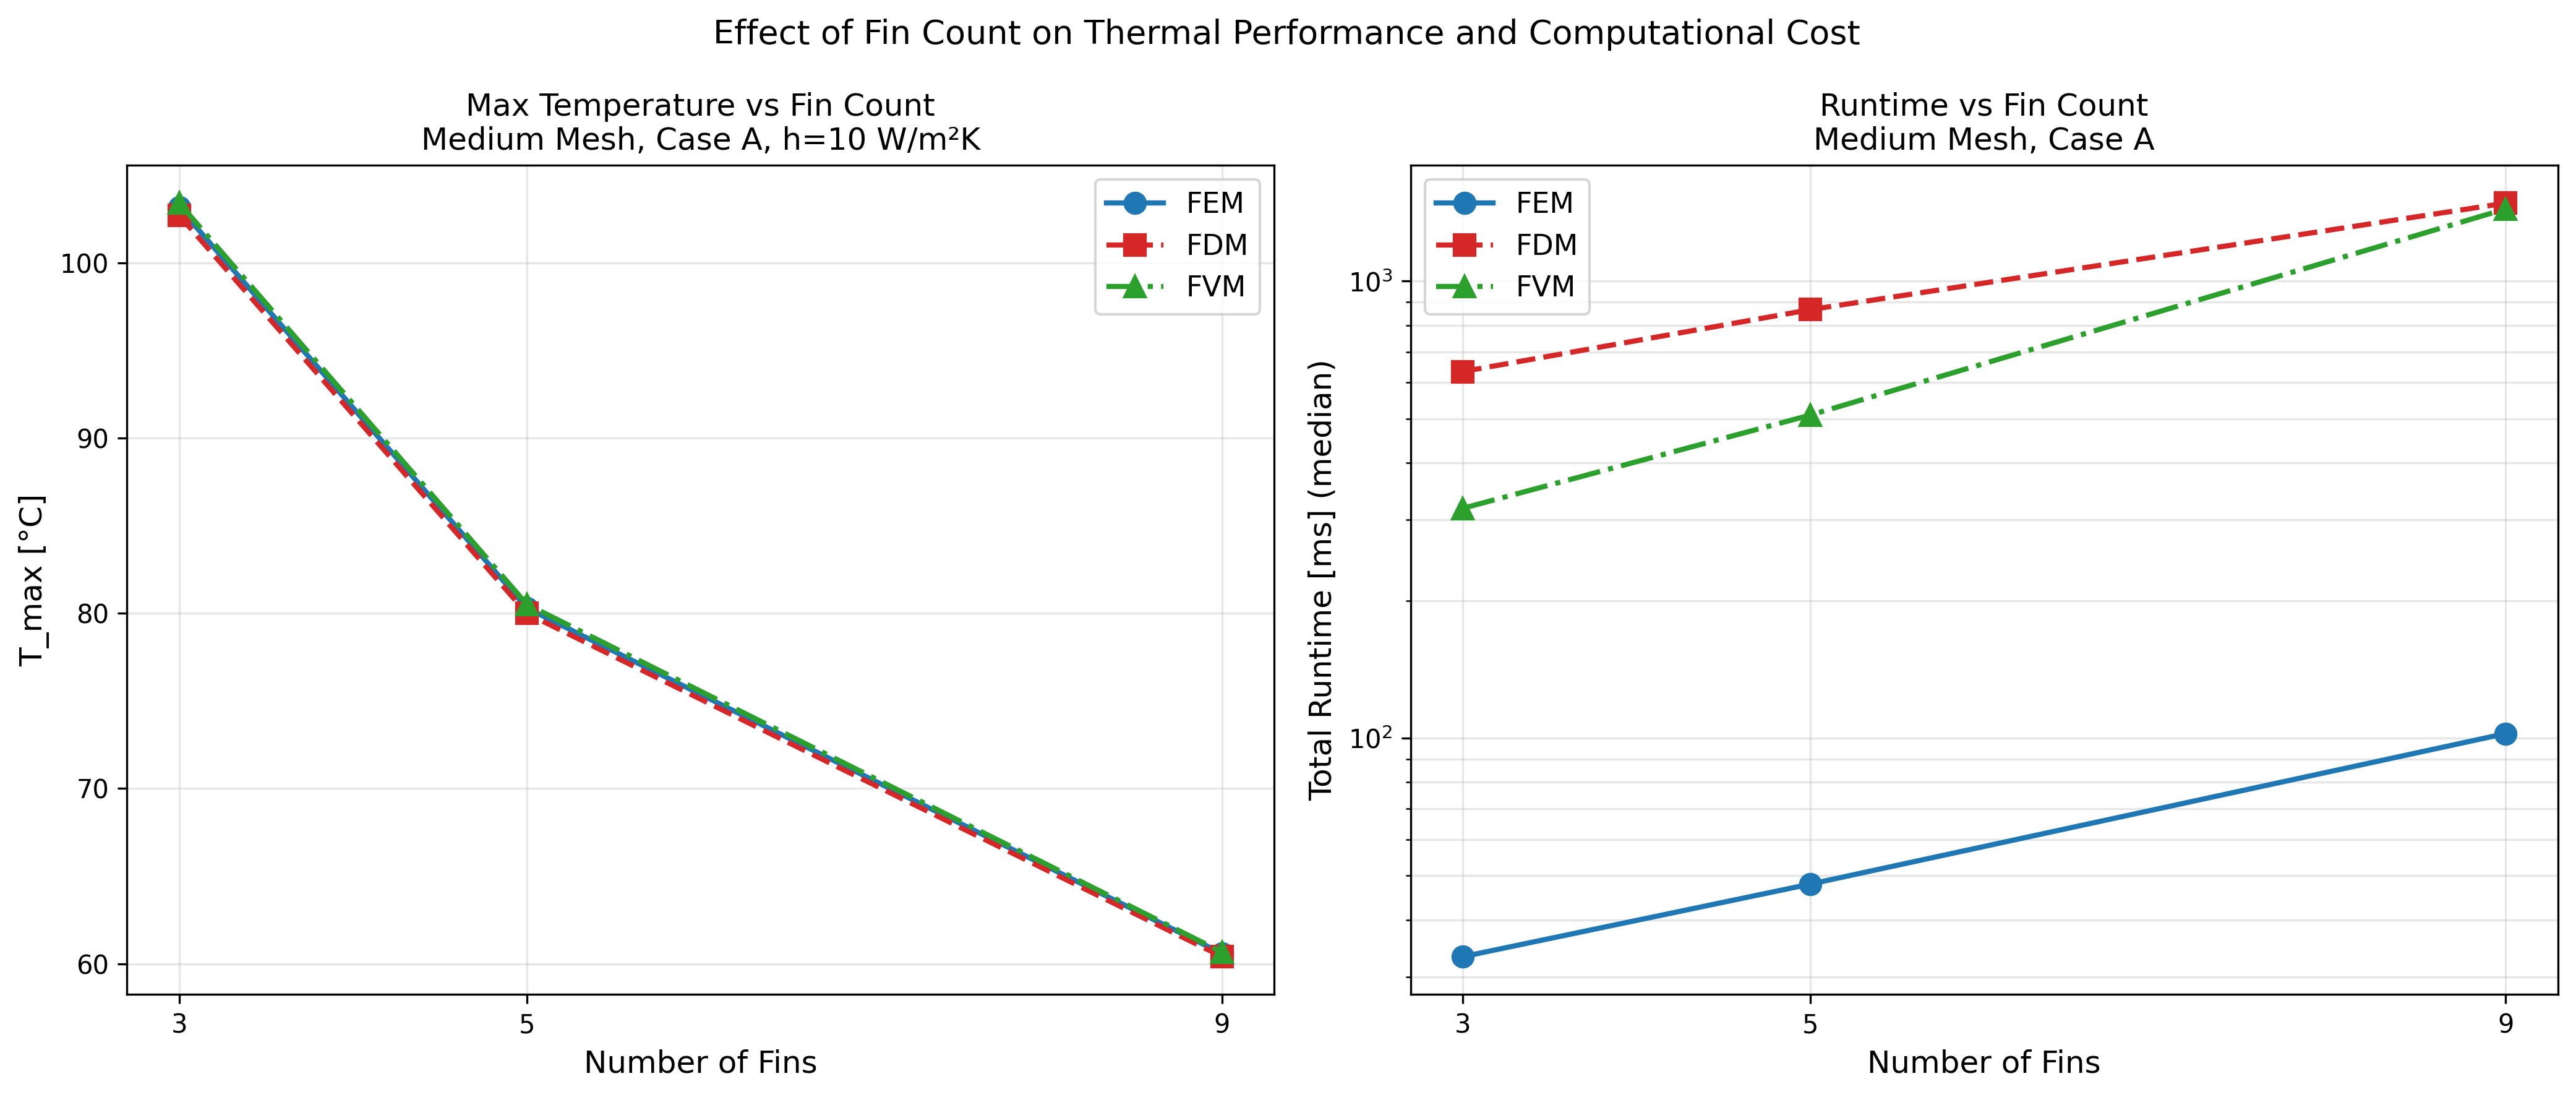 Effect of Fin Count on Thermal Performance and Computational Cost
Max Temperature vs Fin Count
Medium Mesh, Case A, h=10 W/m²K
T_max [°C]
100
90
80
70
60
3
5
9
Number of Fins
FEM
FDM
FVM
Runtime vs Fin Count
Medium Mesh, Case A
Total Runtime [ms] (median)
10³
10²
3
5
9
Number of Fins
FEM
FDM
FVM